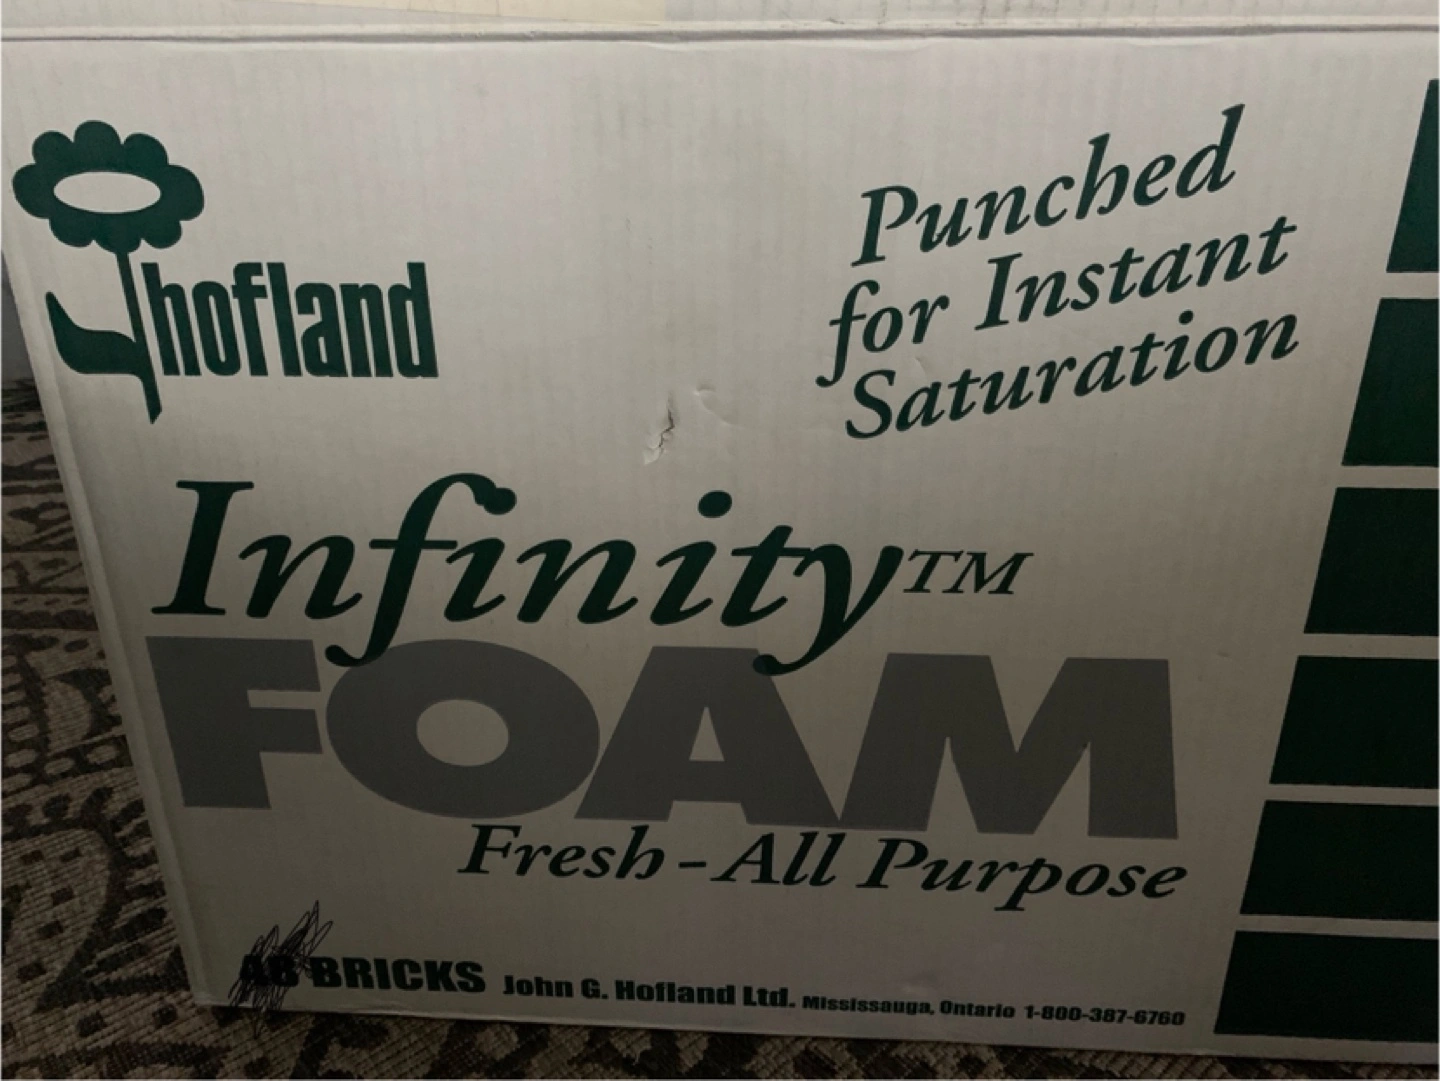 hofland
Punched
for Instant
Saturation
Infinity™
FOAM
Fresh - All Purpose
BRICKS John G. Hofland Ltd. Mississauga, Ontario 1-800-387-6760